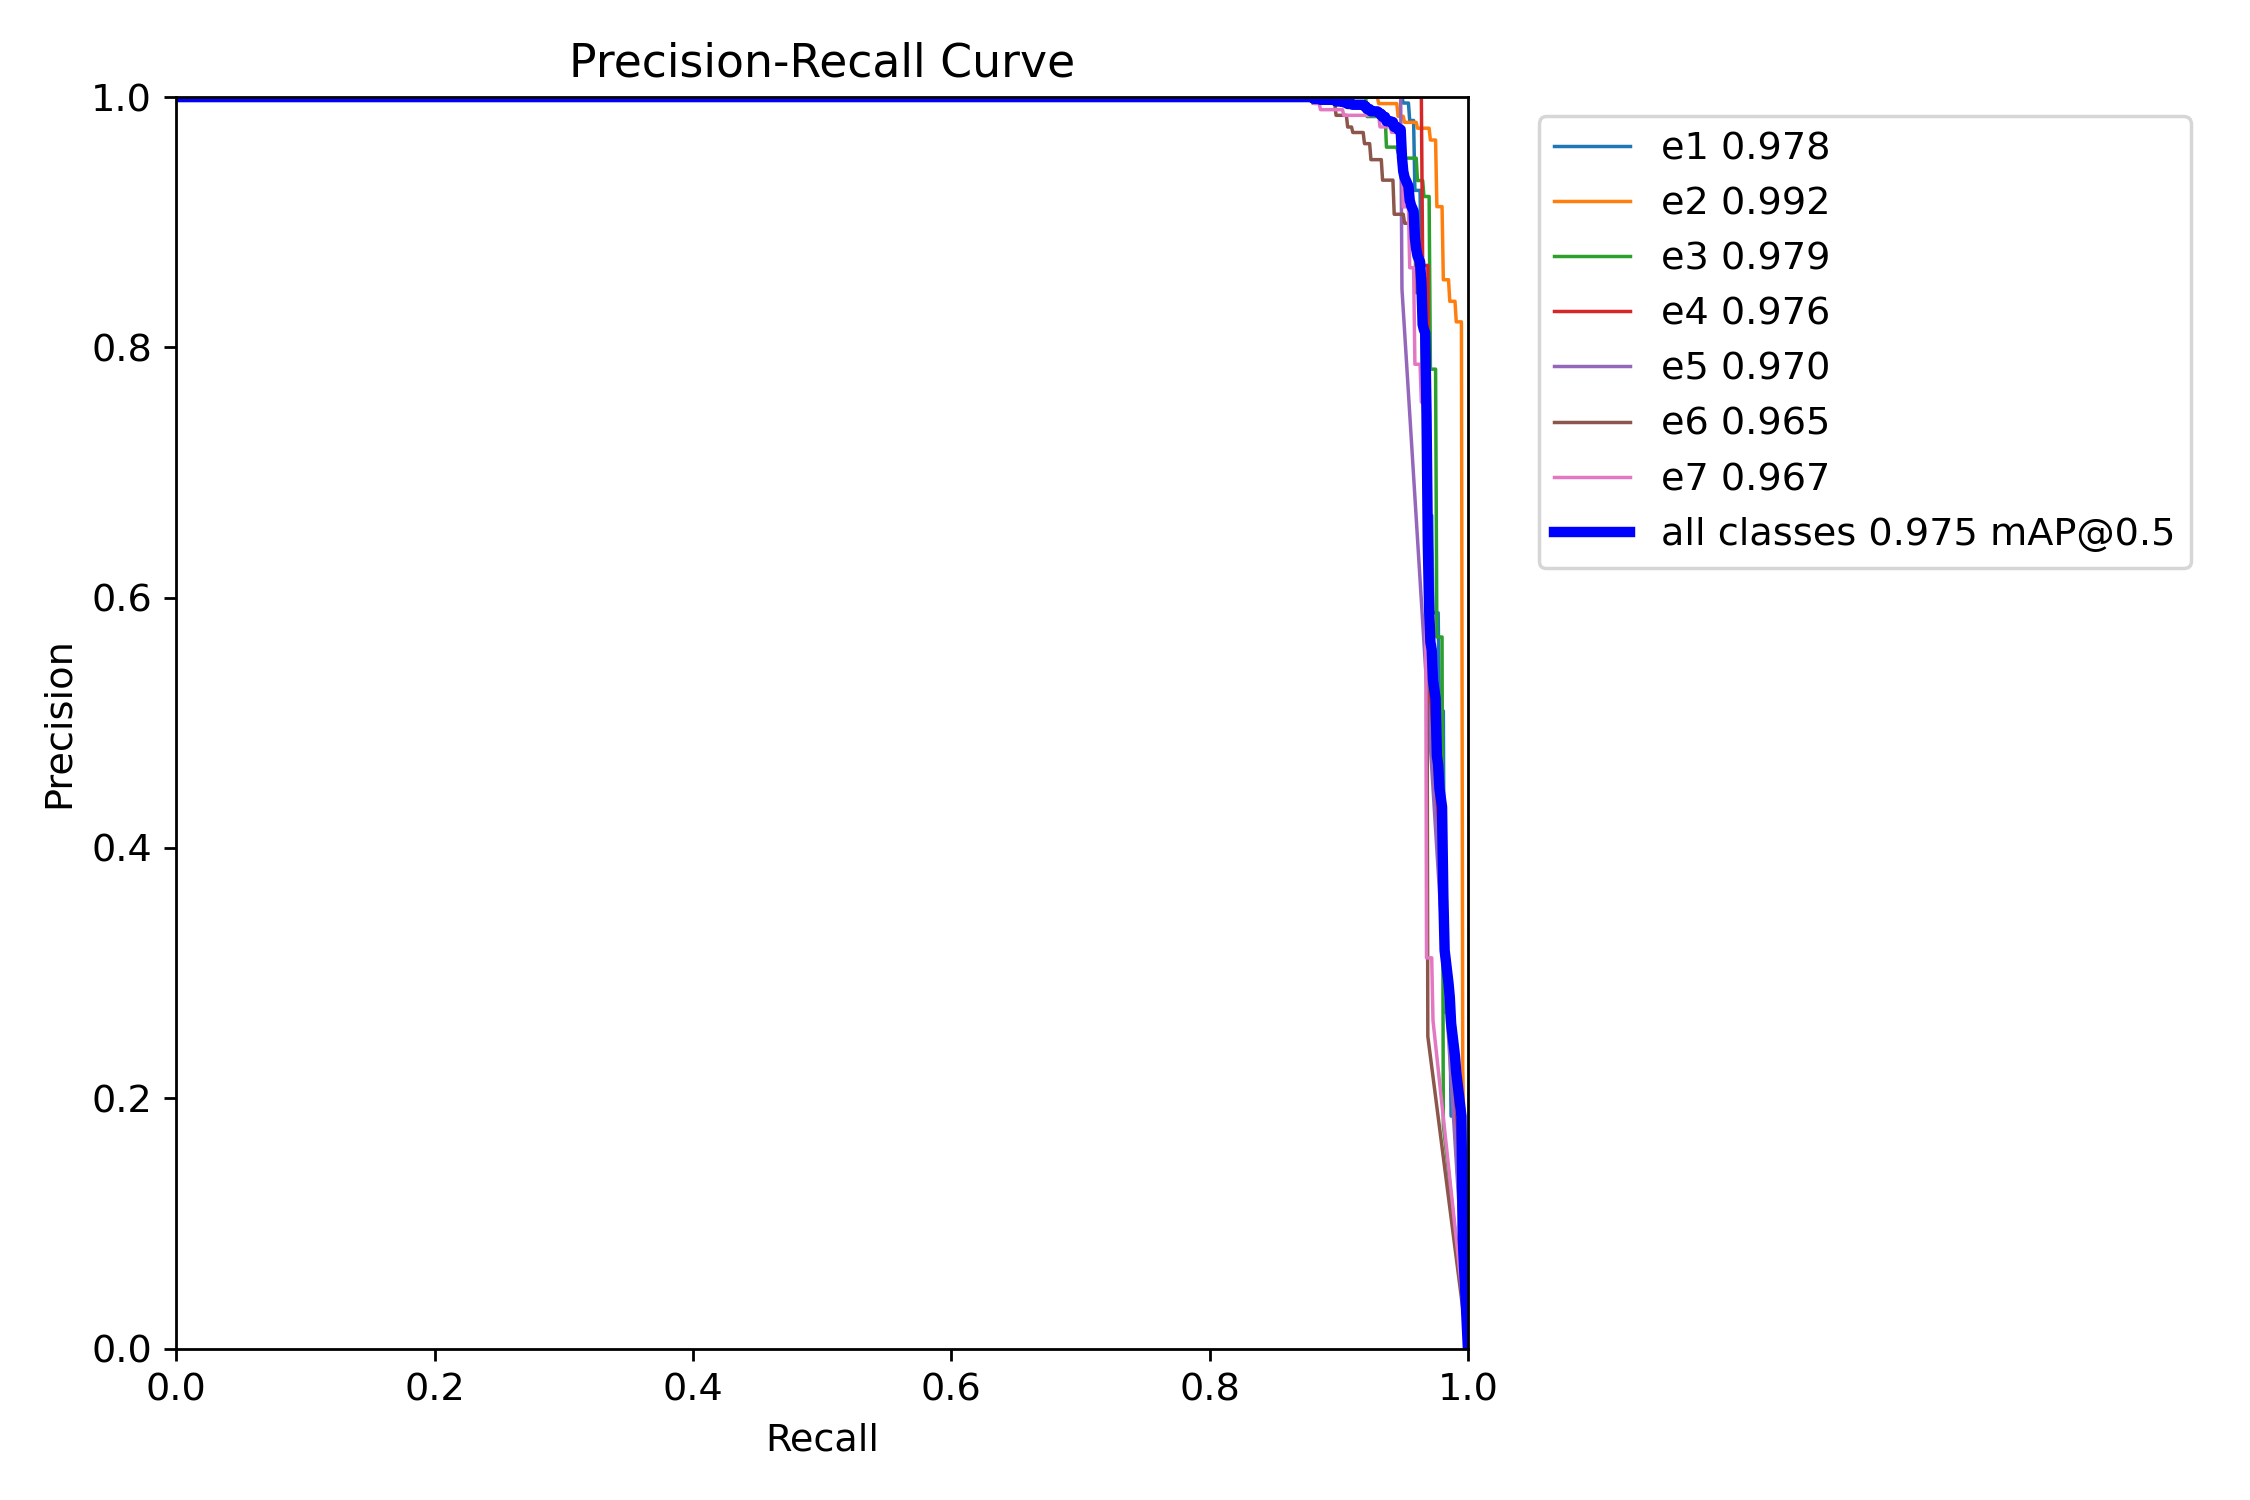 Precision-Recall Curve
1.0
0.8
0.6
0.4
0.2
0.0
Precision
0.0 0.2 0.4 0.6 0.8 1.0
Recall
e1 0.978
e2 0.992
e3 0.979
e4 0.976
e5 0.970
e6 0.965
e7 0.967
all classes 0.975 mAP@0.5